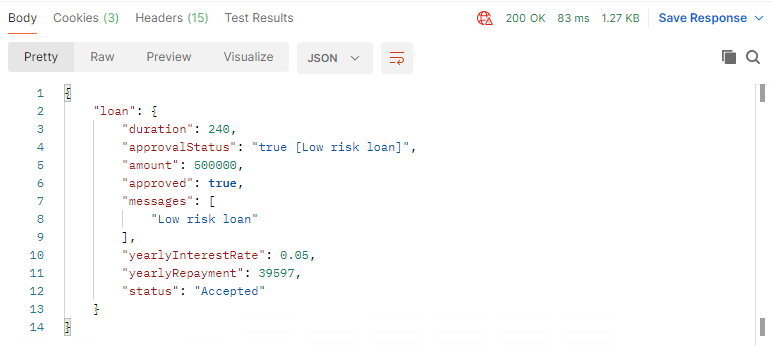 Body Cookies (3) Headers (15) Test Results 200 OK 83 ms 1.27 KB Save Response
Pretty Raw Preview Visualize JSON
1 {
2 "loan": {
3 "duration": 240,
4 "approvalStatus": "true [Low risk loan]",
5 "amount": 500000,
6 "approved": true,
7 "messages": [
8 "Low risk loan"
9 ],
10 "yearlyInterestRate": 0.05,
11 "yearlyRepayment": 39597,
12 "status": "Accepted"
13 }
14 }